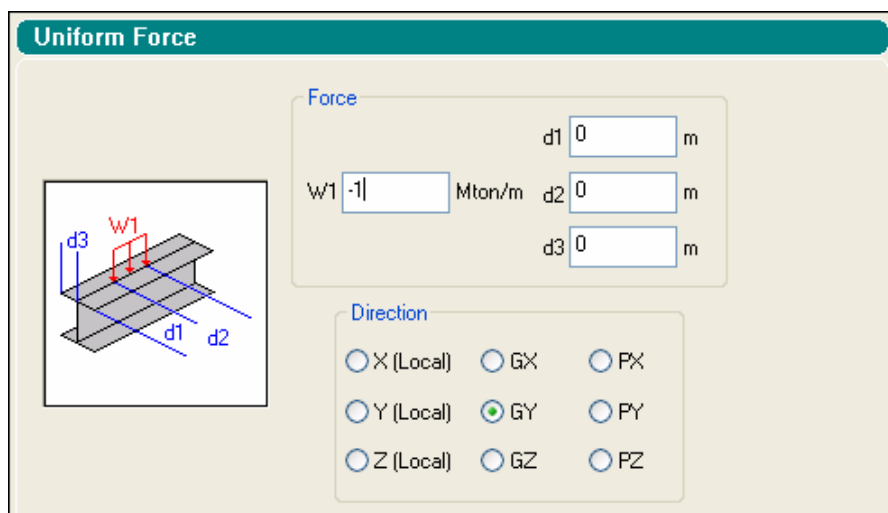 Uniform Force
Force
d1 0 m
W1 -1 Mton/m d2 0 m
d3 0 m
W1
d3
d1 d2
Direction
X (Local) GX PX
Y (Local) GY PY
Z (Local) GZ PZ